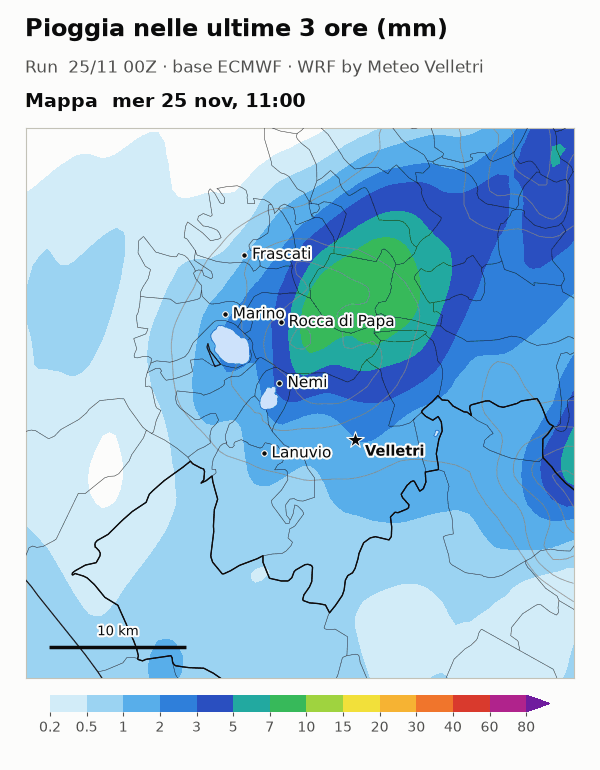 Pioggia nelle ultime 3 ore (mm)
Run  25/11 00Z · base ECMWF · WRF by Meteo Velletri
Mappa  mer 25 nov, 11:00
Frascati
Marino
Rocca di Papa
Nemi
Velletri
Lanuvio
10 km
0.2 0.5 1 2 3 5 7 10 15 20 30 40 60 80